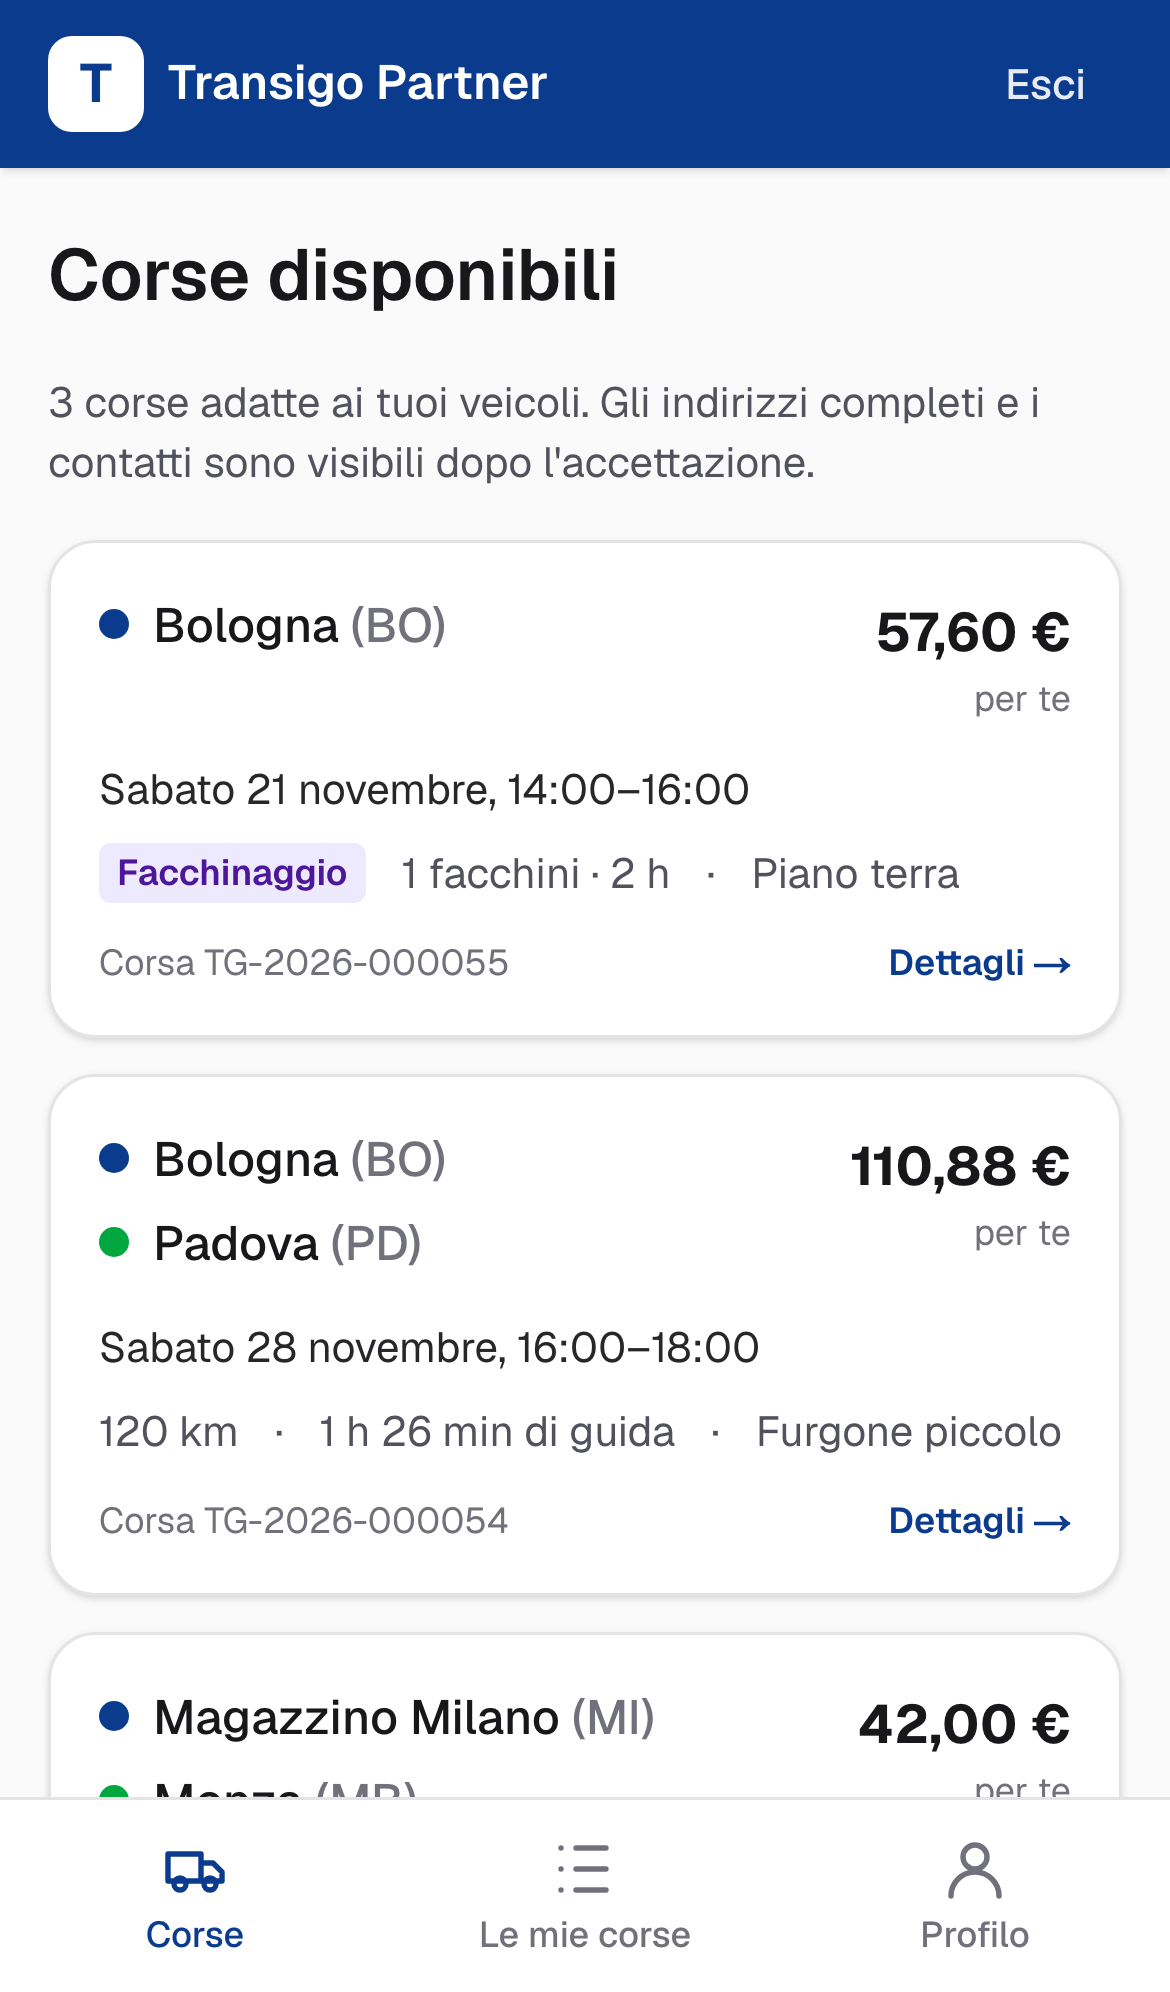 T
Transigo Partner
Esci
Corse disponibili
3 corse adatte ai tuoi veicoli. Gli indirizzi completi e i
contatti sono visibili dopo l'accettazione.
Bologna (BO)
57,60 €
per te
Sabato 21 novembre, 14:00–16:00
Facchinaggio 1 facchini · 2 h · Piano terra
Corsa TG-2026-000055
Dettagli →
Bologna (BO)
110,88 €
Padova (PD)
per te
Sabato 28 novembre, 16:00–18:00
120 km · 1 h 26 min di guida · Furgone piccolo
Corsa TG-2026-000054
Dettagli →
Magazzino Milano (MI)
42,00 €
Monza (MB)
per te
Corse
Le mie corse
Profilo